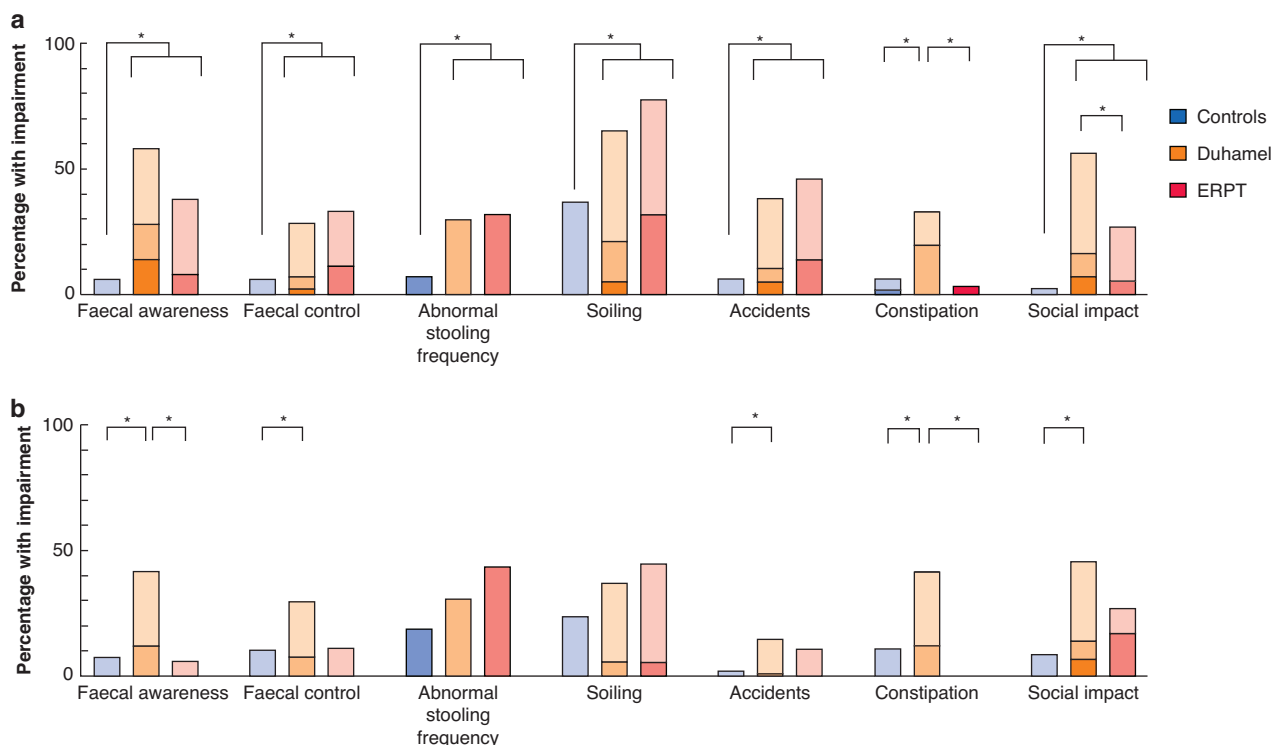 a
Percentage with impairment
100
50
0
*
*
*
*
*
*
*
*
*
Faecal awareness
Faecal control
Abnormal
stooling
frequency
Soiling
Accidents
Constipation
Social impact
Controls
Duhamel
ERPT
b
Percentage with impairment
100
50
0
*
*
*
*
*
*
*
Faecal awareness
Faecal control
Abnormal
stooling
frequency
Soiling
Accidents
Constipation
Social impact